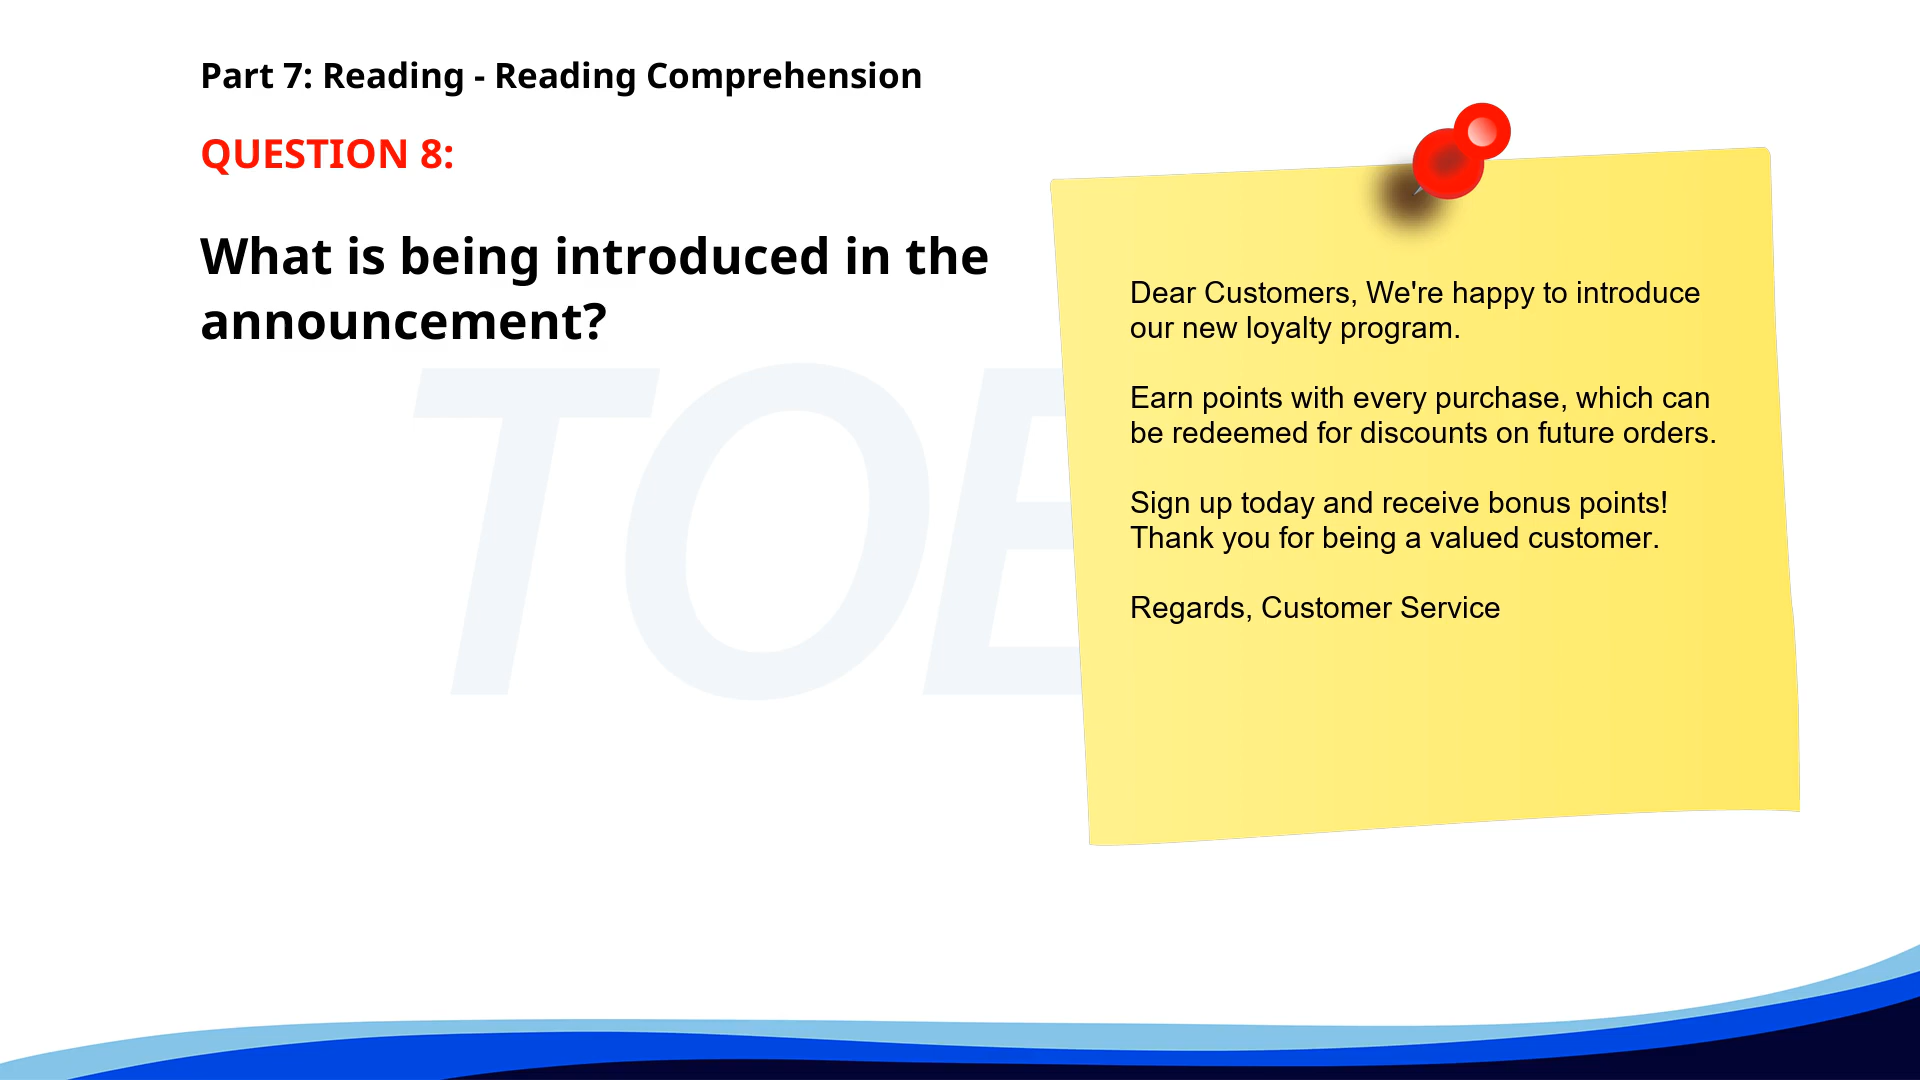 Part 7: Reading - Reading Comprehension
QUESTION 8:
What is being introduced in the
announcement?
Dear Customers, We're happy to introduce
our new loyalty program.
Earn points with every purchase, which can
be redeemed for discounts on future orders.
Sign up today and receive bonus points!
Thank you for being a valued customer.
Regards, Customer Service
TOE